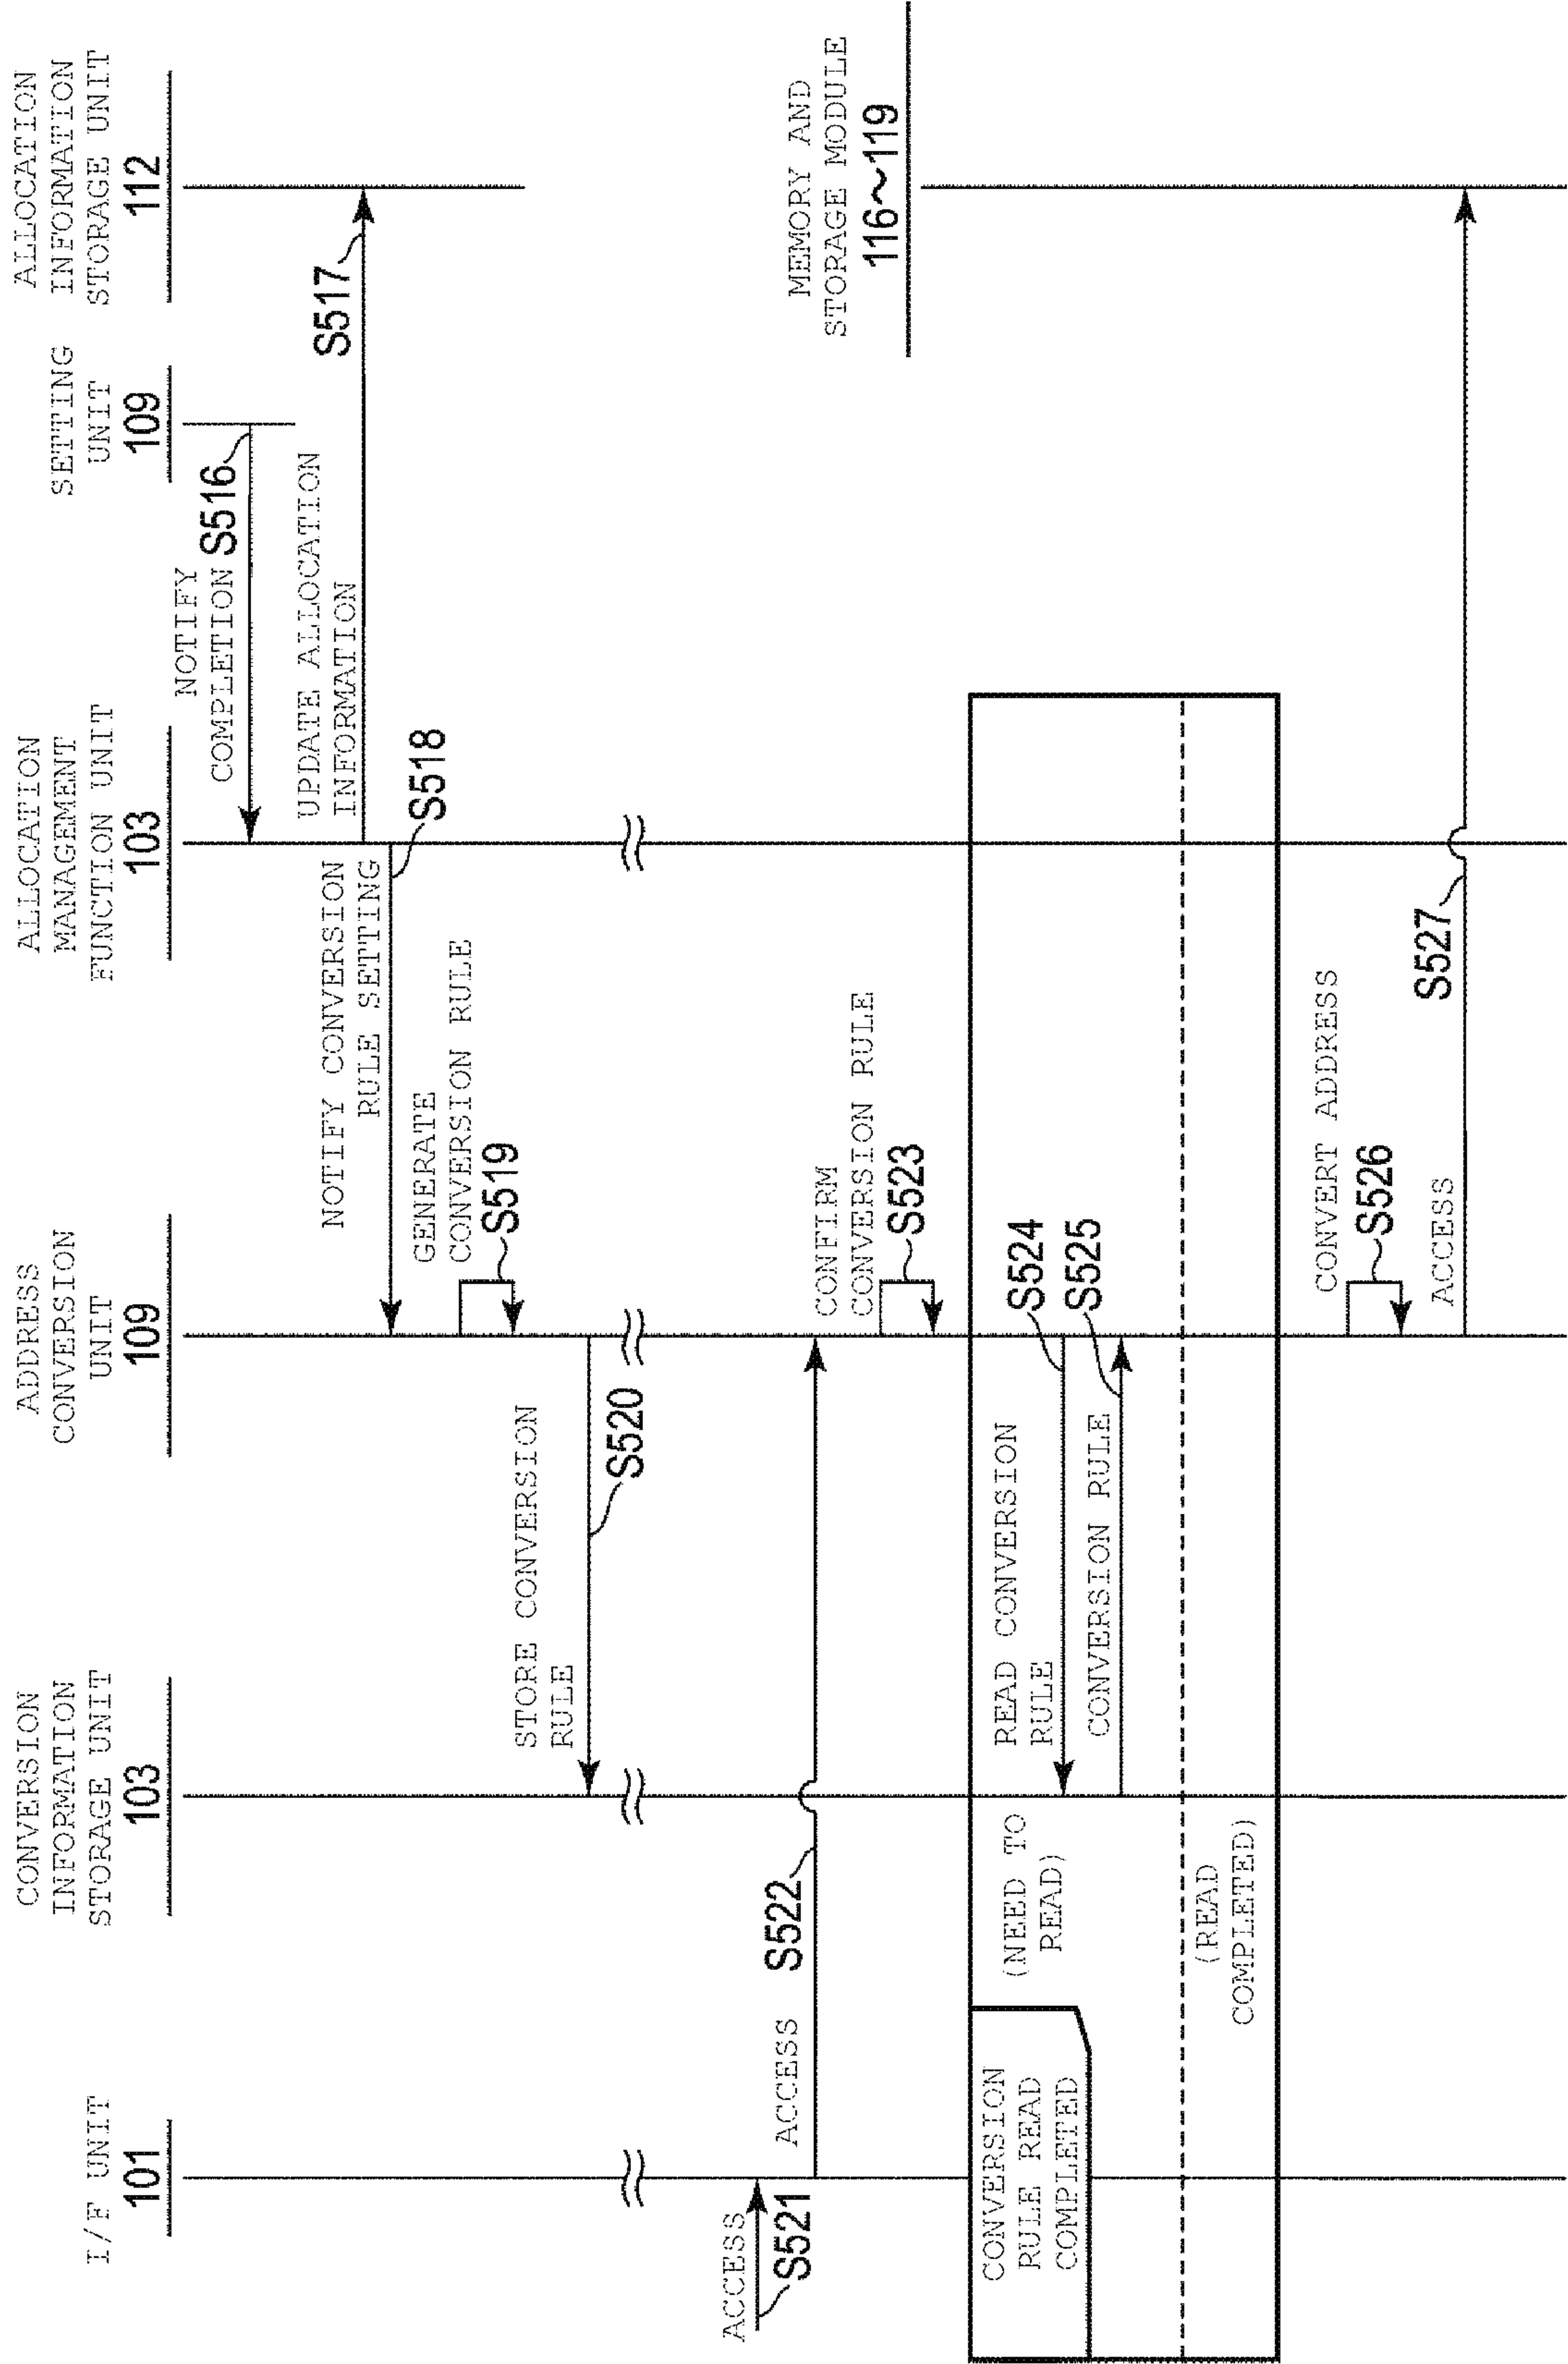 I/F UNIT
101
CONVERSION
INFORMATION
STORAGE UNIT
103
ADDRESS
CONVERSION
UNIT
109
ALLOCATION
MANAGEMENT
FUNCTION UNIT
103
SETTING
UNIT
109
ALLOCATION
INFORMATION
STORAGE UNIT
112
NOTIFY
COMPLETION
S516
UPDATE ALLOCATION
INFORMATION
S517
NOTIFY CONVERSION
RULE SETTING
S518
GENERATE
CONVERSION RULE
S519
STORE CONVERSION
RULE
S520
ACCESS
S521
ACCESS
S522
MEMORY AND
STORAGE MODULE
116~119
CONFIRM
CONVERSION RULE
S523
CONVERSION
RULE READ
COMPLETED
(NEED TO
READ)
READ CONVERSION
RULE
S524
CONVERSION RULE
S525
(READ
COMPLETED)
CONVERT ADDRESS
S526
ACCESS
S527